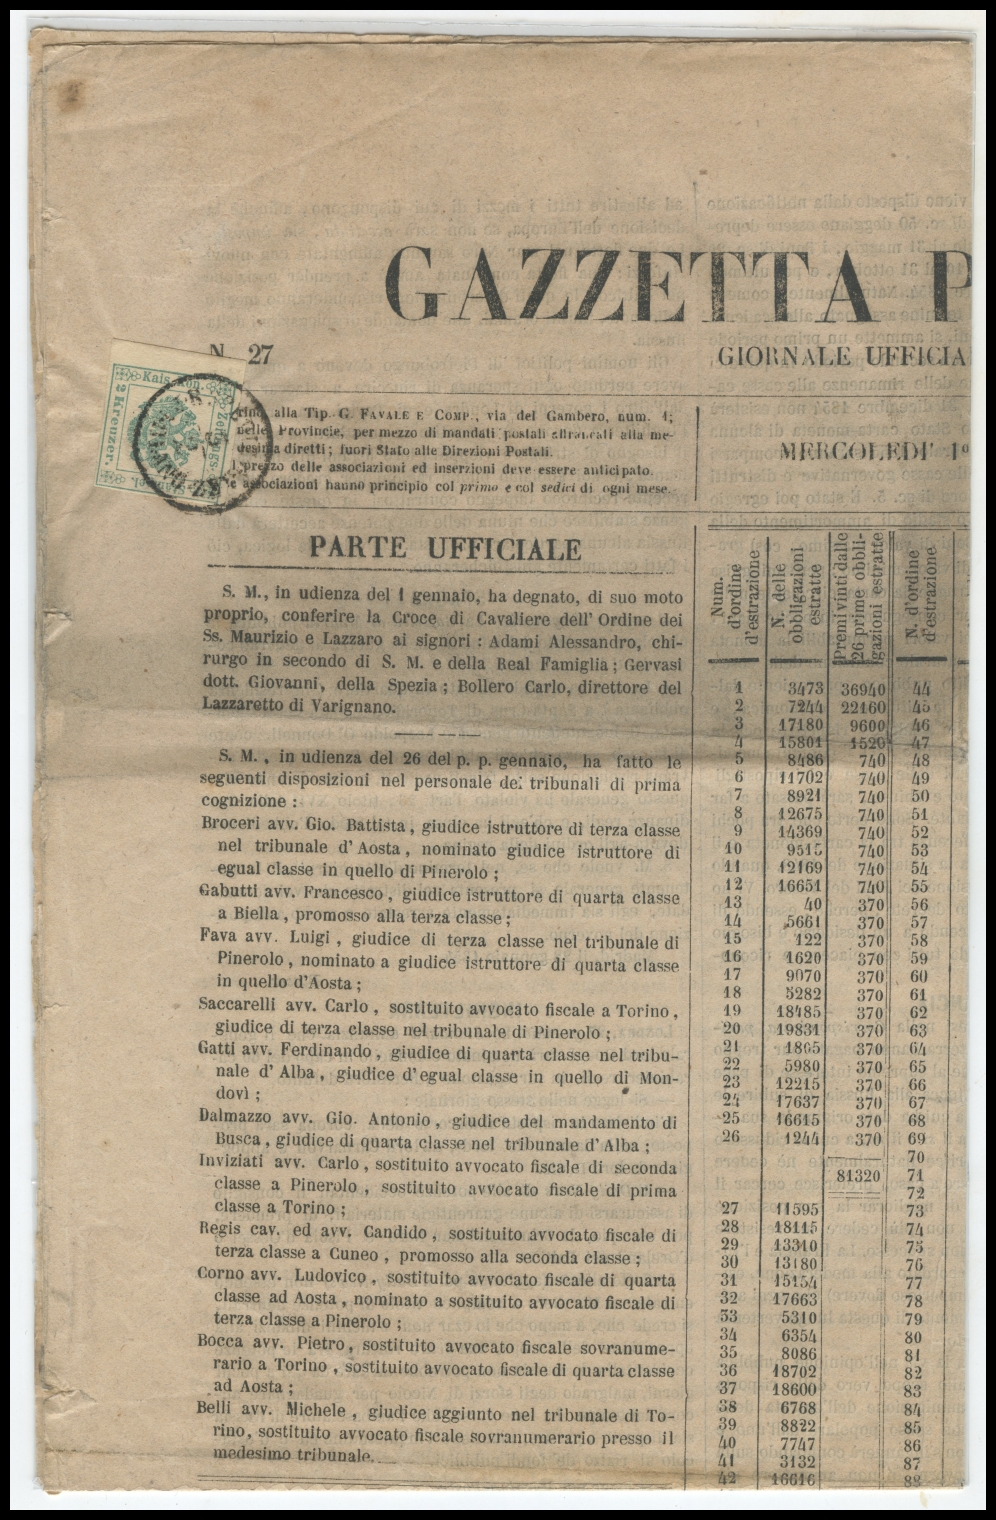 GAZZETTA P
N. 27
GIORNALE UFFICIA
Kais. Kön.
Zeitungs-
Stämpel.
2 Kreuzer.
rino alla Tip. G. FAVALE E COMP., via del Gambero, num. 1;
nelle Provincie, per mezzo di mandati postali affrancati alla me-
desima diretti; fuori Stato alle Direzioni Postali.
Il prezzo delle associazioni ed inserzioni deve essere anticipato.
e associazioni hanno principio col primo e col sedici di ogni mese.
MERCOLEDI' 1º
PARTE UFFICIALE
S. M., in udienza del 1 gennaio, ha degnato, di suo moto
proprio, conferire la Croce di Cavaliere dell' Ordine dei
Ss. Maurizio e Lazzaro ai signori: Adami Alessandro, chi-
rurgo in secondo di S. M. e della Real Famiglia; Gervasi
dott. Giovanni, della Spezia; Bollero Carlo, direttore del
Lazzaretto di Varignano.
S. M., in udienza del 26 del p. p. gennaio, ha fatto le
seguenti disposizioni nel personale dei tribunali di prima
cognizione:
Broceri avv. Gio. Battista, giudice istruttore di terza classe
nel tribunale d' Aosta, nominato giudice istruttore di
egual classe in quello di Pinerolo;
Gabutti avv. Francesco, giudice istruttore di quarta classe
a Biella, promosso alla terza classe;
Fava avv. Luigi, giudice di terza classe nel tribunale di
Pinerolo, nominato a giudice istruttore di quarta classe
in quello d'Aosta;
Saccarelli avv. Carlo, sostituito avvocato fiscale a Torino,
giudice di terza classe nel tribunale di Pinerolo;
Gatti avv. Ferdinando, giudice di quarta classe nel tribu-
nale d' Alba, giudice d'egual classe in quello di Mon-
dovì;
Dalmazzo avv. Gio. Antonio, giudice del mandamento di
Busca, giudice di quarta classe nel tribunale d' Alba;
Inviziati avv. Carlo, sostituito avvocato fiscale di seconda
classe a Pinerolo, sostituito avvocato fiscale di prima
classe a Torino;
Regis cav. ed avv. Candido, sostituito avvocato fiscale di
terza classe a Cuneo, promosso alla seconda classe;
Corno avv. Ludovico, sostituito avvocato fiscale di quarta
classe ad Aosta, nominato a sostituito avvocato fiscale di
terza classe a Pinerolo;
Bocca avv. Pietro, sostituito avvocato fiscale sovranume-
rario a Torino, sostituito avvocato fiscale di quarta classe
ad Aosta;
Belli avv. Michele, giudice aggiunto nel tribunale di To-
rino, sostituito avvocato fiscale sovranumerario presso il
medesimo tribunale.
Num. d'ordine d'estrazione
N. delle obbligazioni estratte
Premi vinti dalle 26 prime obbli-gazioni estratte
N. d'ordine d'estrazione
1 3473 36940 44
2 7244 22160 45
3 17180 9600 46
4 15801 1520 47
5 8486 740 48
6 11702 740 49
7 8921 740 50
8 12675 740 51
9 14369 740 52
10 9515 740 53
11 12169 740 54
12 16651 740 55
13 40 370 56
14 5661 370 57
15 122 370 58
16 1620 370 59
17 9070 370 60
18 5282 370 61
19 18485 370 62
20 19831 370 63
21 1805 370 64
22 5980 370 65
23 12215 370 66
24 17637 370 67
25 16615 370 68
26 1244 370 69
70
81320 71
72
27 11595 73
28 18115 74
29 13310 75
30 13180 76
31 15154 77
32 17663 78
33 5310 79
34 6354 80
35 8086 81
36 18702 82
37 18600 83
38 6768 84
39 8822 85
40 7747 86
41 3132 87
42 16616 88